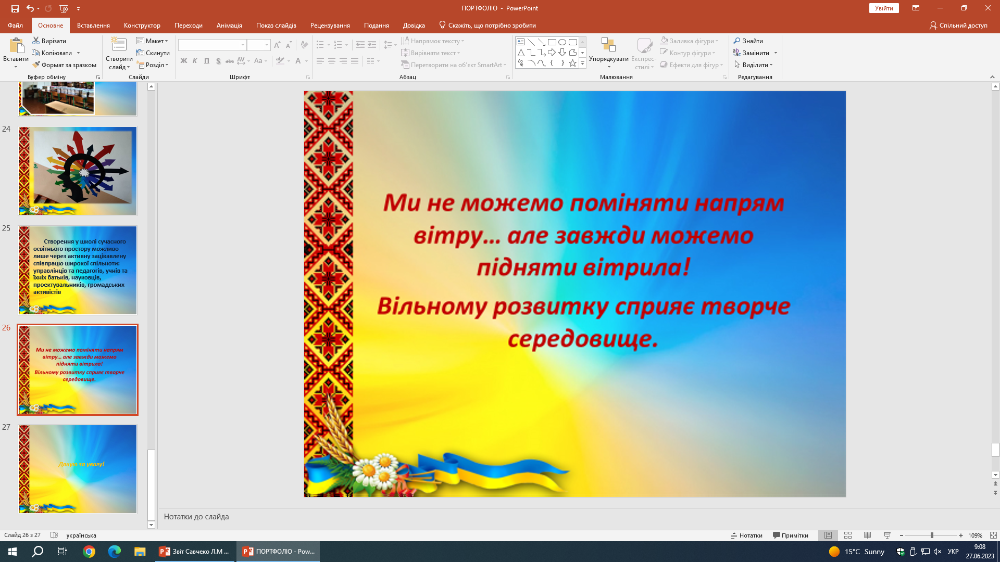 ПОРТФОЛІО - PowerPoint
Увійти
Файл
Основне
Вставлення
Конструктор
Переходи
Анімація
Показ слайдів
Рецензування
Подання
Довідка
Скажіть, що потрібно зробити
Спільний доступ
Вставити
Вирізати
Копіювати
Формат за зразком
Буфер обміну
Створити слайд
Макет
Скинути
Розділ
Слайди
Ж К П S abc AV Aa А
Шрифт
Напрямок тексту
Вирівняти текст
Перетворити на об'єкт SmartArt
Абзац
Упорядкувати
Експрес-стилі
Заливка фігури
Контур фігури
Ефекти для фігур
Малювання
Знайти
Замінити
Виділити
Редагування
24
25
Створення у школі сучасного
освітнього простору можливо
лише через активну зацікавлену
співпрацю широкої спільноти:
управлінців та педагогів, учнів та
їхніх батьків, науковців,
проектувальників, громадських
активістів
26
Ми не можемо поміняти напрям
вітру... але завжди можемо
підняти вітрила!
Вільному розвитку сприяє творче
середовище.
27
Дякую за увагу!
Ми не можемо поміняти напрям
вітру... але завжди можемо
підняти вітрила!
Вільному розвитку сприяє творче
середовище.
Нотатки до слайда
Слайд 26 з 27
українська
Нотатки
Примітки
109%
Звіт Савчеко Л.М ...
ПОРТФОЛІО - Pow...
15°C Sunny
УКР
9:08
27.06.2023